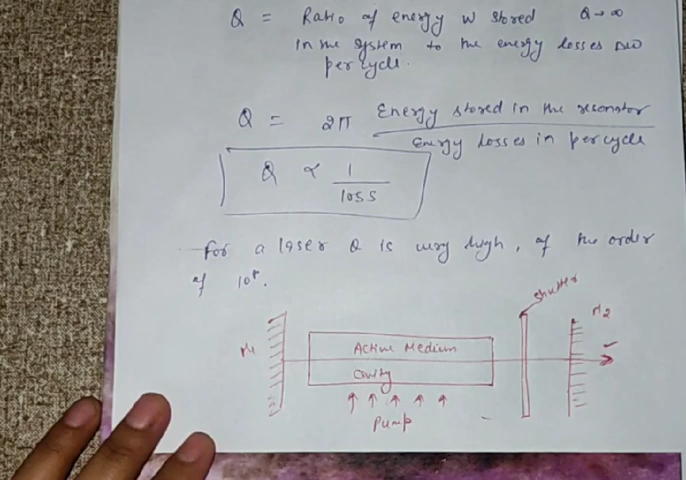 Q = Ratio of energy W stored Q→∞
in the system to the energy losses
per cycle.
Q = 2π Energy stored in the resonator
Energy losses in per cycle
Q ∝ 1
loss
For a laser Q is very high, of the order
of 10⁸.
shutter
M1 Active Medium M2
cavity
Pump